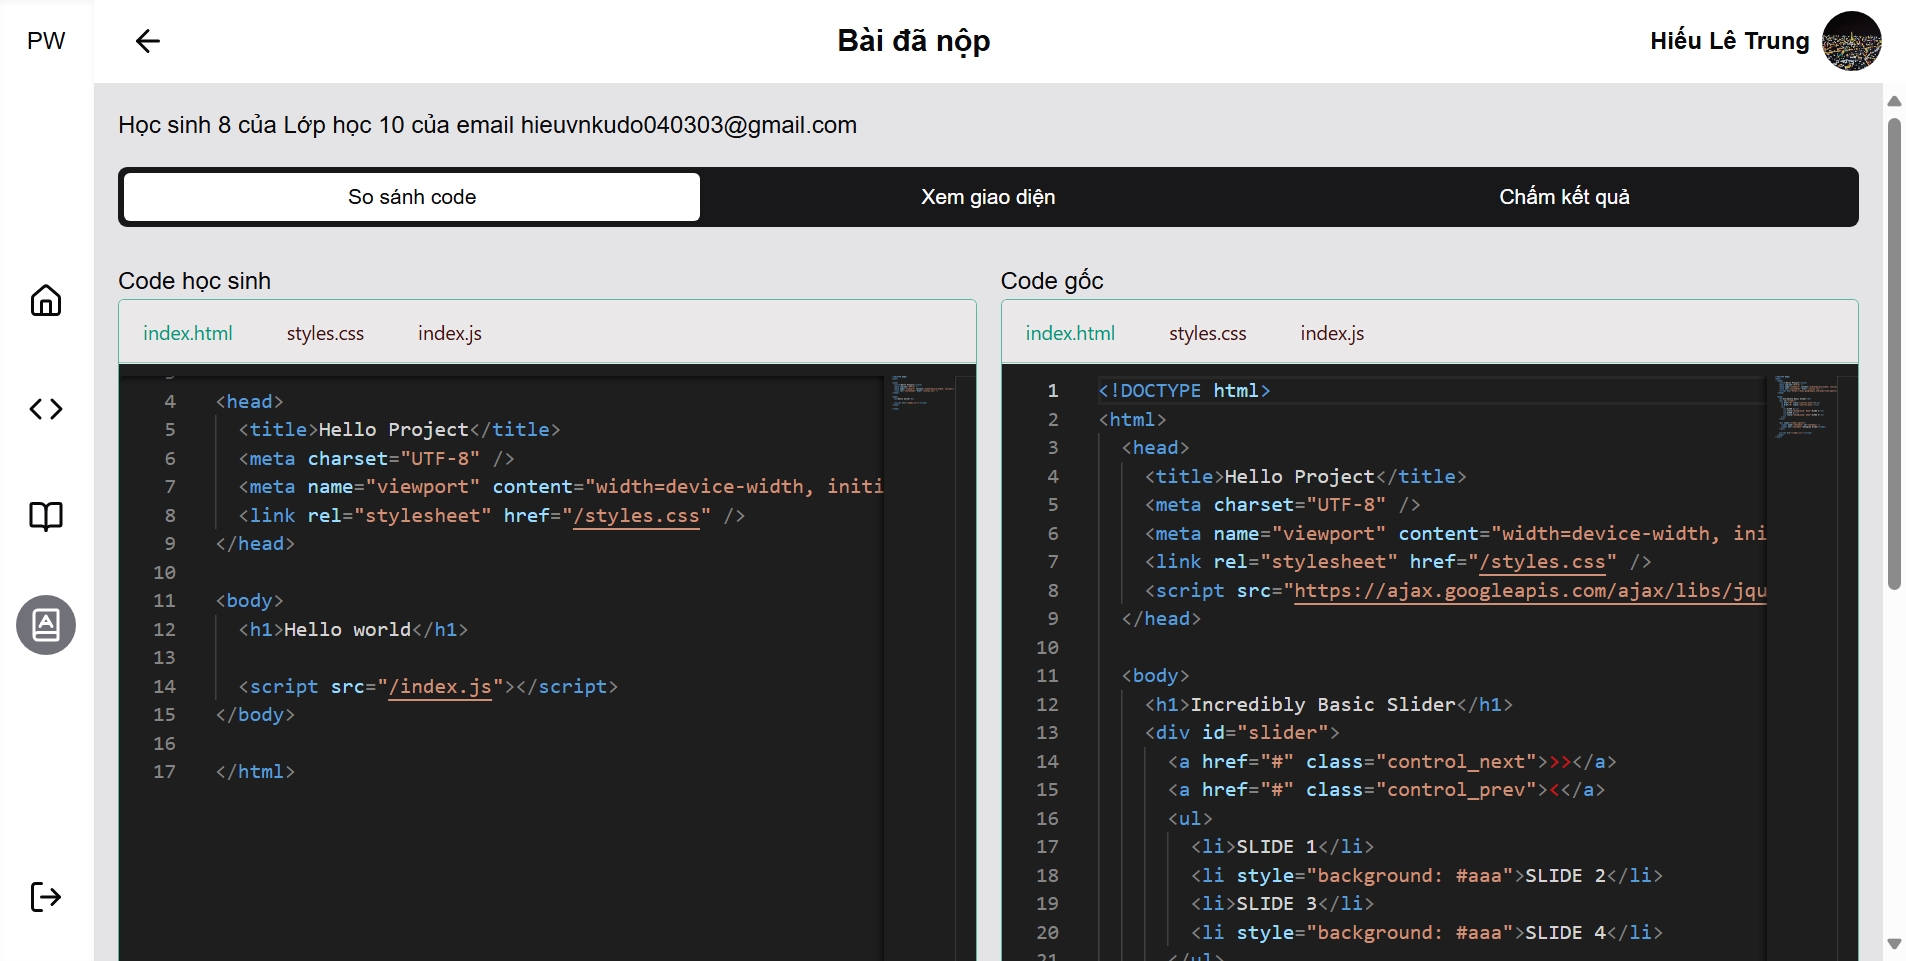 PW
Bài đã nộp
Hiếu Lê Trung
Học sinh 8 của Lớp học 10 của email hieuvnkudo040303@gmail.com
So sánh code
Xem giao diện
Chấm kết quả
Code học sinh
index.html
styles.css
index.js
4 <head>
5 <title>Hello Project</title>
6 <meta charset="UTF-8" />
7 <meta name="viewport" content="width=device-width, initi
8 <link rel="stylesheet" href="/styles.css" />
9 </head>
10
11 <body>
12 <h1>Hello world</h1>
13
14 <script src="/index.js"></script>
15 </body>
16
17 </html>
Code gốc
index.html
styles.css
index.js
1 <!DOCTYPE html>
2 <html>
3 <head>
4 <title>Hello Project</title>
5 <meta charset="UTF-8" />
6 <meta name="viewport" content="width=device-width, ini
7 <link rel="stylesheet" href="/styles.css" />
8 <script src="https://ajax.googleapis.com/ajax/libs/jqu
9 </head>
10
11 <body>
12 <h1>Incredibly Basic Slider</h1>
13 <div id="slider">
14 <a href="#" class="control_next">>></a>
15 <a href="#" class="control_prev"><</a>
16 <ul>
17 <li>SLIDE 1</li>
18 <li style="background: #aaa">SLIDE 2</li>
19 <li>SLIDE 3</li>
20 <li style="background: #aaa">SLIDE 4</li>
21 </ul>